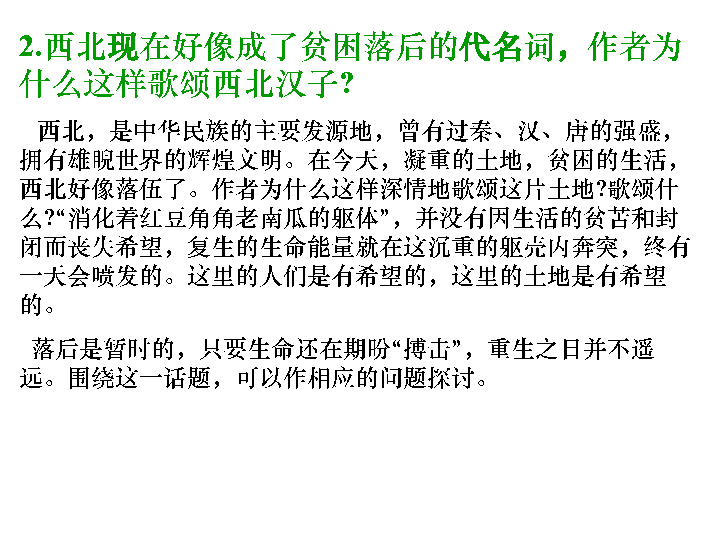 2.西北现在好像成了贫困落后的代名词，作者为
什么这样歌颂西北汉子?
西北，是中华民族的主要发源地，曾有过秦、汉、唐的强盛，
拥有雄睨世界的辉煌文明。在今天，凝重的土地，贫困的生活，
西北好像落伍了。作者为什么这样深情地歌颂这片土地?歌颂什
么?“消化着红豆角角老南瓜的躯体”，并没有因生活的贫苦和封
闭而丧失希望，复生的生命能量就在这沉重的躯壳内奔突，终有
一天会喷发的。这里的人们是有希望的，这里的土地是有希望
的。
落后是暂时的，只要生命还在期盼“搏击”，重生之日并不遥
远。围绕这一话题，可以作相应的问题探讨。